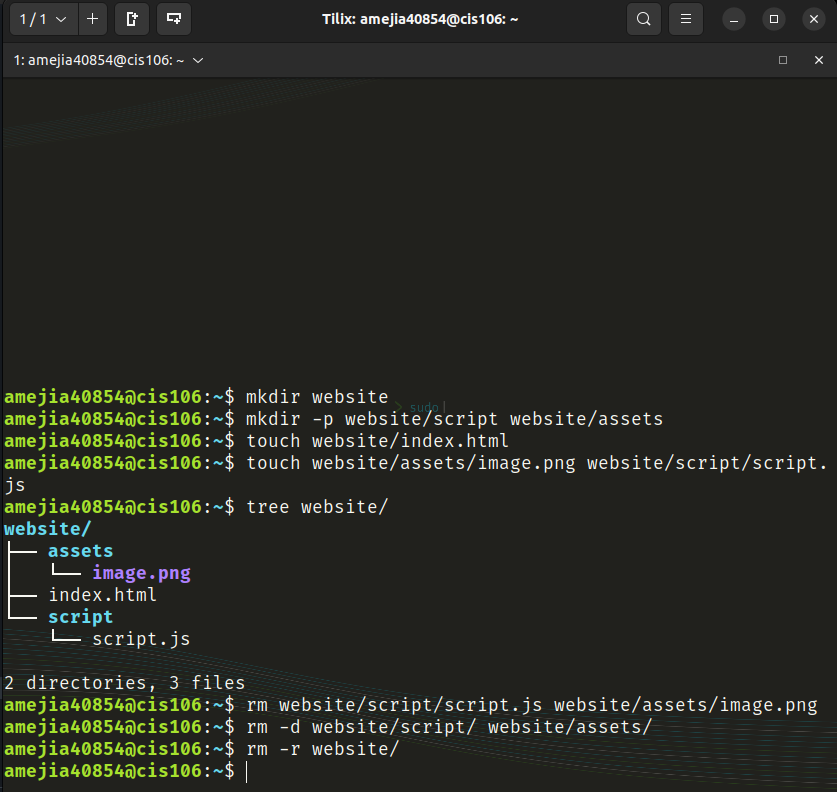 1 / 1
Tilix: amejia40854@cis106: ~
1: amejia40854@cis106: ~
sudo
amejia40854@cis106:~$ mkdir website
amejia40854@cis106:~$ mkdir -p website/script website/assets
amejia40854@cis106:~$ touch website/index.html
amejia40854@cis106:~$ touch website/assets/image.png website/script/script.
js
amejia40854@cis106:~$ tree website/
website/
├── assets
│   └── image.png
├── index.html
└── script
    └── script.js
2 directories, 3 files
amejia40854@cis106:~$ rm website/script/script.js website/assets/image.png
amejia40854@cis106:~$ rm -d website/script/ website/assets/
amejia40854@cis106:~$ rm -r website/
amejia40854@cis106:~$